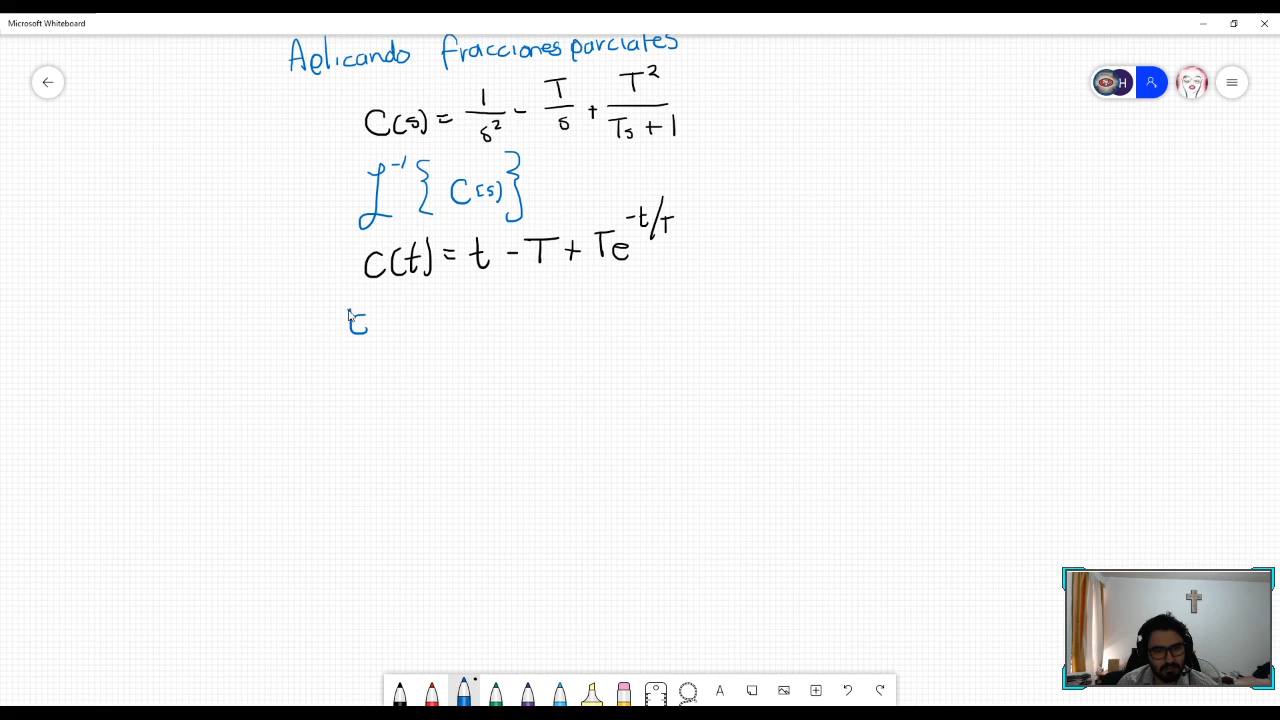 Microsoft Whiteboard
Aplicando fracciones parciales
C(s) = 1/s² - T/s + T²/(Ts + 1)
ℒ⁻¹{ C(s) }
C(t) = t - T + Te^(-t/T)
H
A